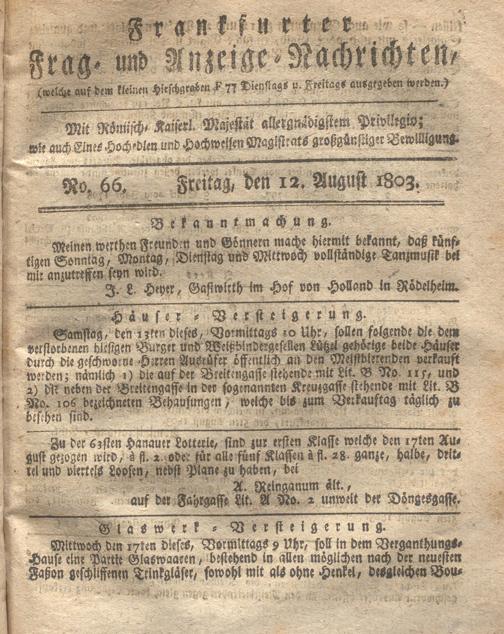 Frankfurter
Frag- und Anzeige-Nachrichten,
(welche auf dem kleinen Hirschgraben F 77 Dienstags u. Freitags ausgegeben werden.)
Mit Römisch-Kaiserl. Majestät allergnädigstem Privilegio;
wie auch Eines Hoch-edlen und Hochweisen Magistrats großgünstiger Bewilligung.
No. 66. Freitag, den 12. August 1803.
Bekanntmachung.
Meinen werthen Freunden und Gönnern mache hiermit bekannt, daß künf-
tigen Sonntag, Montag, Dienstag und Mittwoch vollständige Tanzmusik bei
mir anzutreffen seyn wird.
J. L. Heyer, Gastwirth im Hof von Holland in Rödelheim.
Häuser-Versteigerung.
Samstag, den 13ten dieses, Vormittags 10 Uhr, sollen folgende die dem
verstorbenen hiesigen Burger und Weißbindergesellen Lützel gehörige beide Häuser
durch die geschworne Herren Ausrüfer öffentlich an den Meistbietenden verkauft
werden; nämlich 1) die auf der Breitengasse stehende mit Lit. B No. 115, und
2) die neben der Breitengasse in der sogenannten Kreuzgasse stehende mit Lit. B
No. 106 bezeichneten Behausungen, welche bis zum Verkauftag täglich zu
besehen sind.
Zu der 63sten Hanauer Lotterie, sind zur ersten Klasse welche den 17ten Au-
gust gezogen wird, à fl. 2. oder für alle fünf Klassen à fl. 28. ganze, halbe, drit-
tel und viertels Loosen, nebst Plane zu haben, bei
A. Reinganum ält.,
auf der Fahrgasse Lit. A No. 2 unweit der Döngesgasse.
Glaswerk-Versteigerung.
Mittwoch den 17ten dieses, Vormittags 9 Uhr, soll in dem Verganthungs-
Hause eine Partie Glaswaaren, bestehend in allen möglichen nach der neuesten
Façon geschliffenen Trinkgläser, sowohl mit als ohne Henkel, desgleichen Bou-